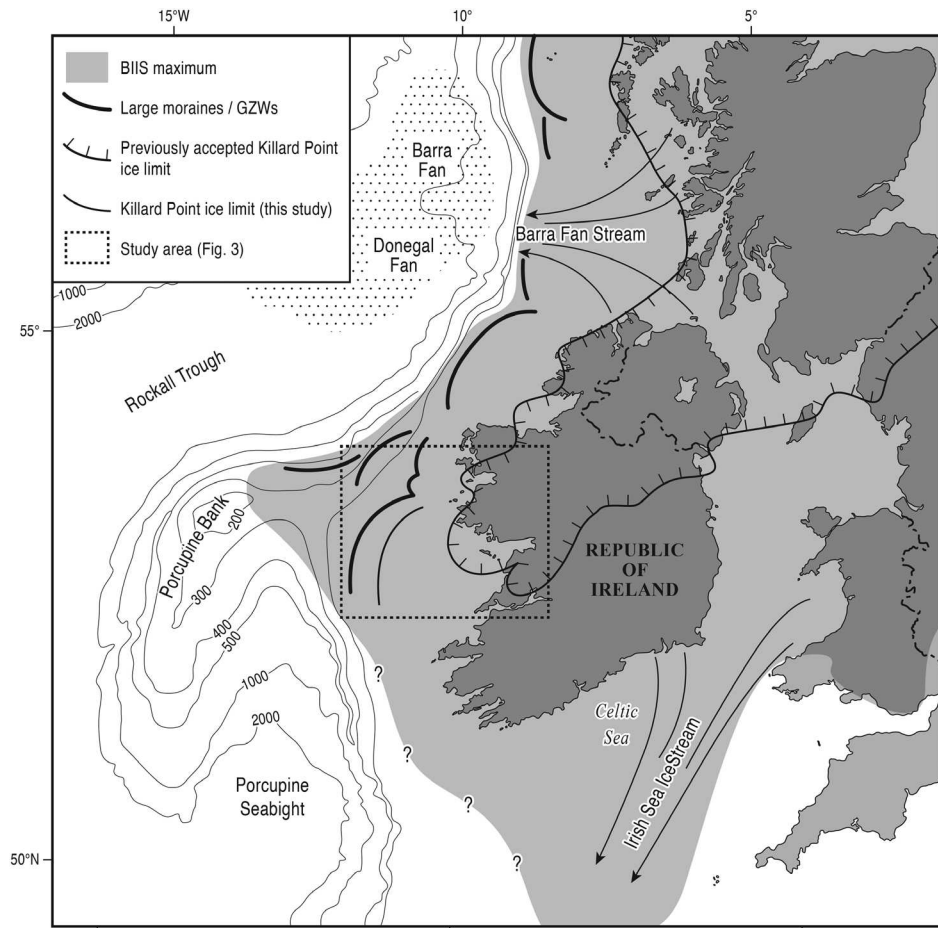 15°W
10°
5°
BIIS maximum
Large moraines / GZWs
Previously accepted Killard Point
ice limit
Killard Point ice limit (this study)
Study area (Fig. 3)
Barra
Fan
Donegal
Fan
Barra Fan Stream
1000
2000
55°
Rockall Trough
Porcupine Bank
200
300
400
500
1000
2000
REPUBLIC
OF
IRELAND
?
?
?
?
Celtic
Sea
Irish Sea IceStream
Porcupine
Seabight
50°N